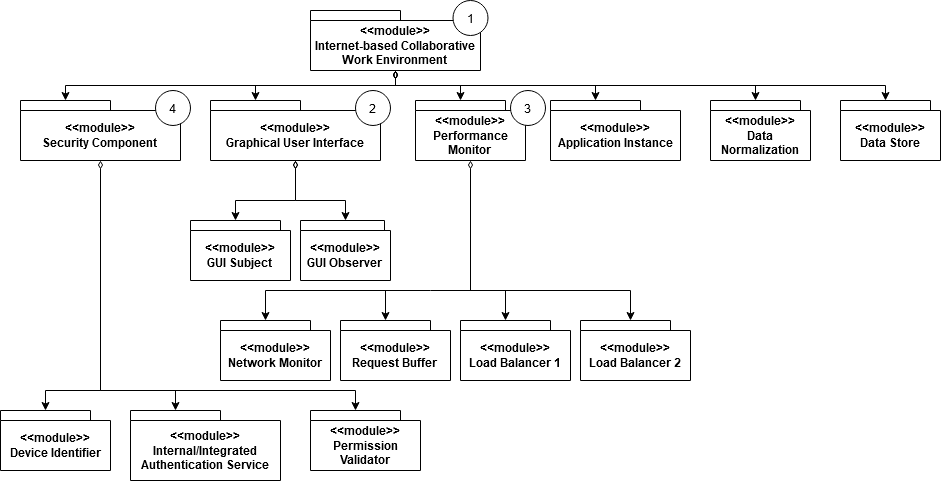 1
<<module>>
Internet-based Collaborative
Work Environment
4
<<module>>
Security Component
2
<<module>>
Graphical User Interface
3
<<module>>
Performance
Monitor
<<module>>
Application Instance
<<module>>
Data
Normalization
<<module>>
Data Store
<<module>>
GUI Subject
<<module>>
GUI Observer
<<module>>
Network Monitor
<<module>>
Request Buffer
<<module>>
Load Balancer 1
<<module>>
Load Balancer 2
<<module>>
Device Identifier
<<module>>
Internal/Integrated
Authentication Service
<<module>>
Permission
Validator